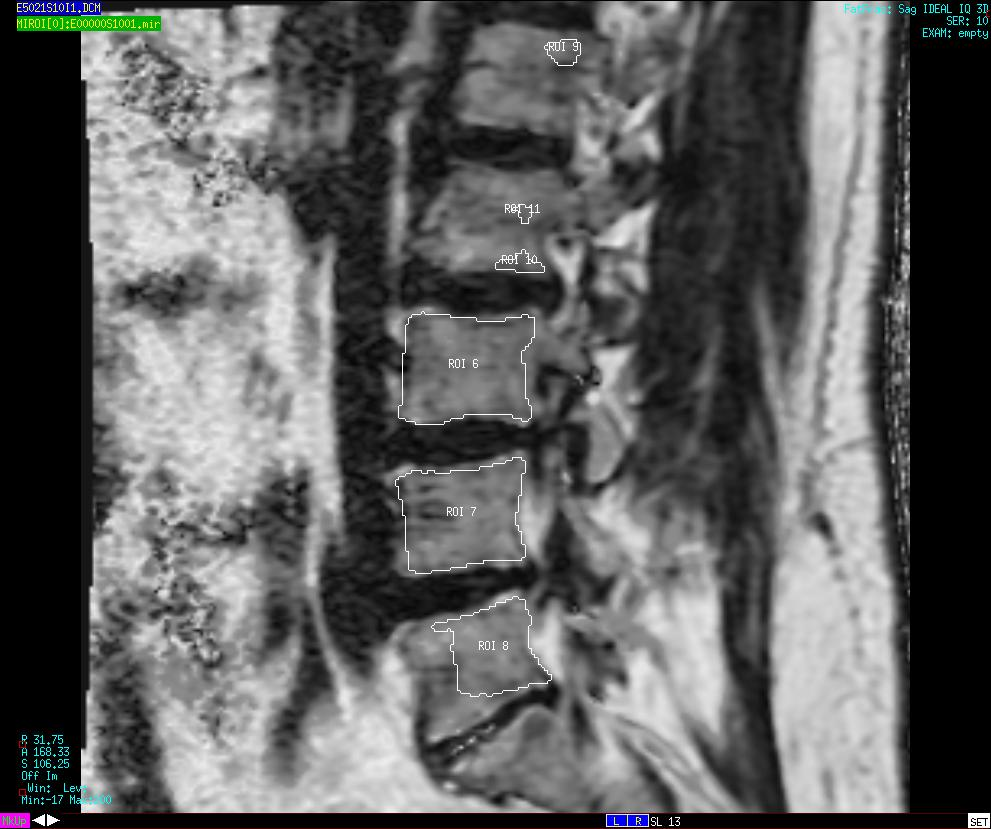 E5021S10I1.DCM
MIROI[0]:E00000S1001.mir
FatFrac: Sag IDEAL IQ 3D
SER: 10
EXAM: empty
ROI 9
ROI 11
ROI 10
ROI 6
ROI 7
ROI 8
R 31.75
A 168.33
S 106.25
Off Im
Win: Lev:
Min:-17 Max:200
MkUp
L R SL 13
SET